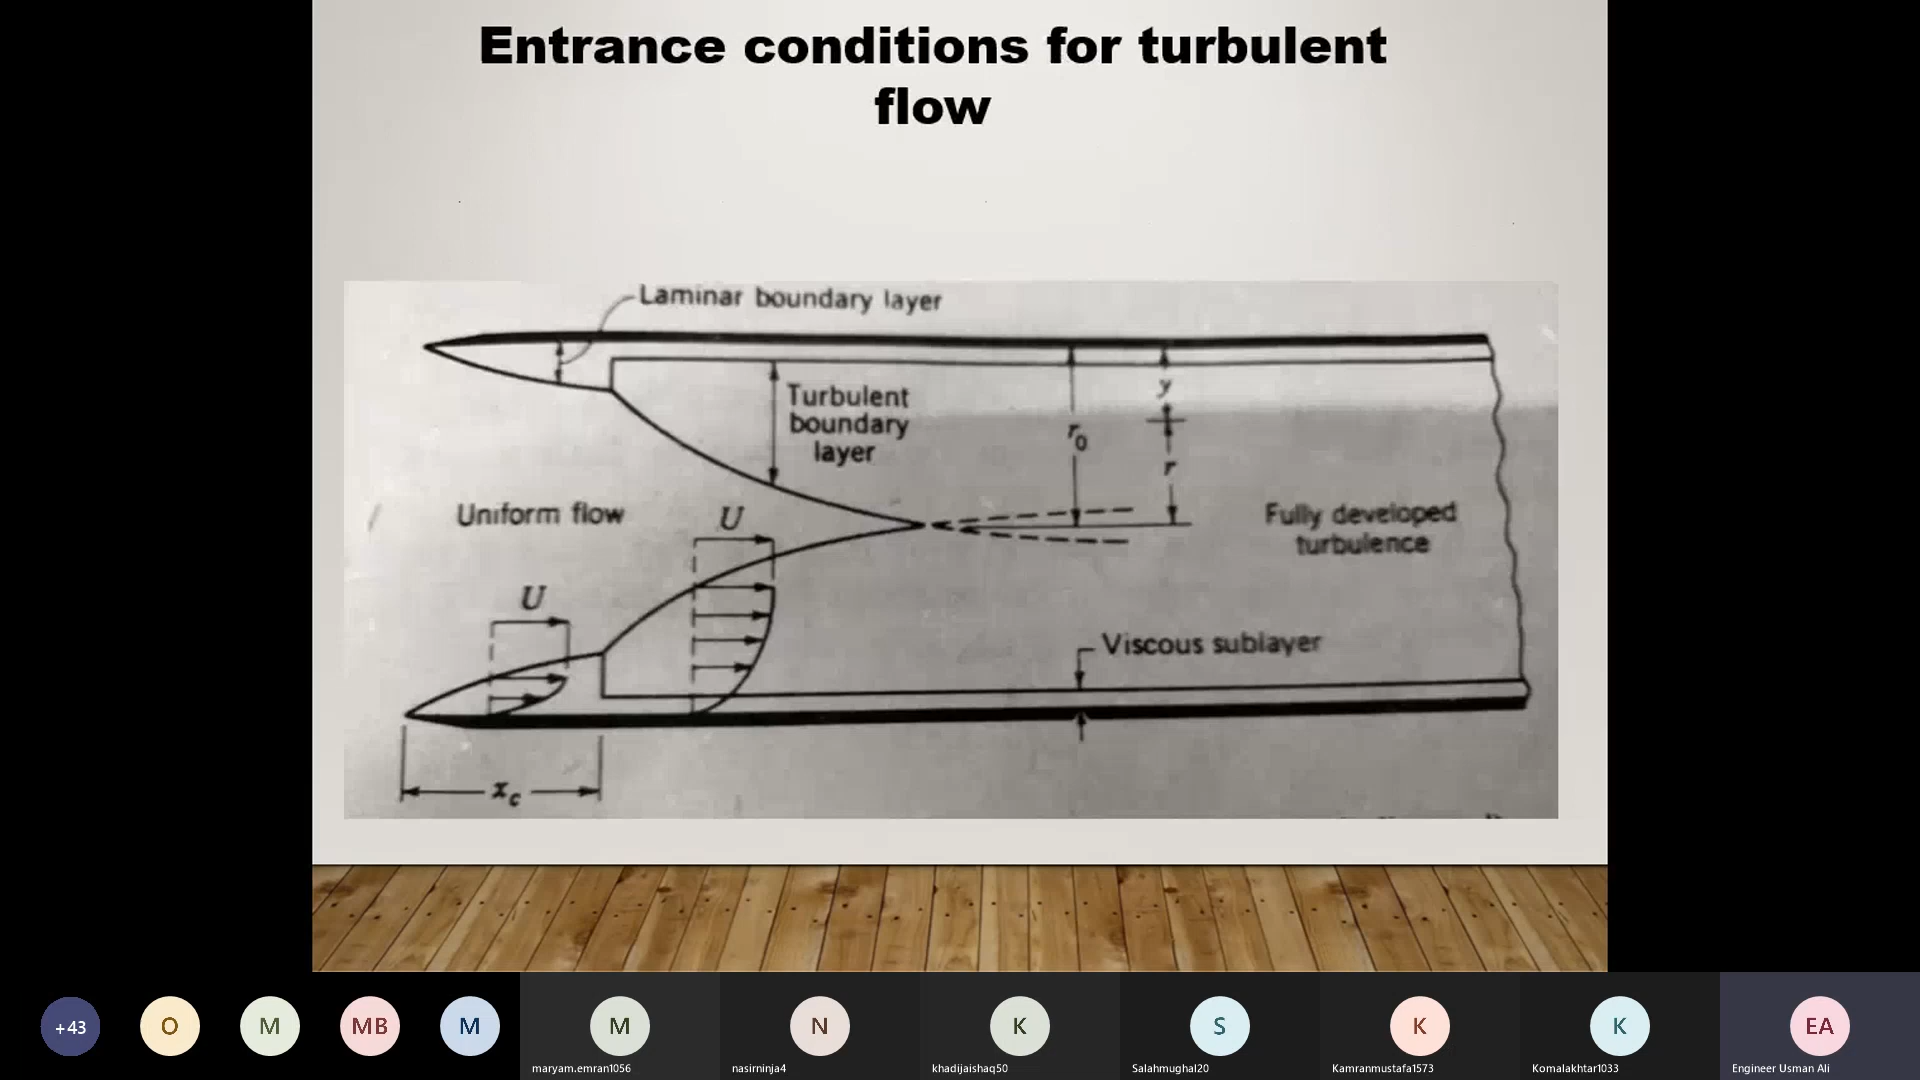 Entrance conditions for turbulent
flow
Laminar boundary layer
Turbulent
boundary
layer
y
r0
r
Uniform flow
U
Fully developed
turbulence
U
Viscous sublayer
xc
+43
O
M
MB
M
M
N
K
S
K
K
EA
maryam.emran1056
nasirninja4
khadijaishaq50
Salahmughal20
Kamranmustafa1573
Komalakhtar1033
Engineer Usman Ali